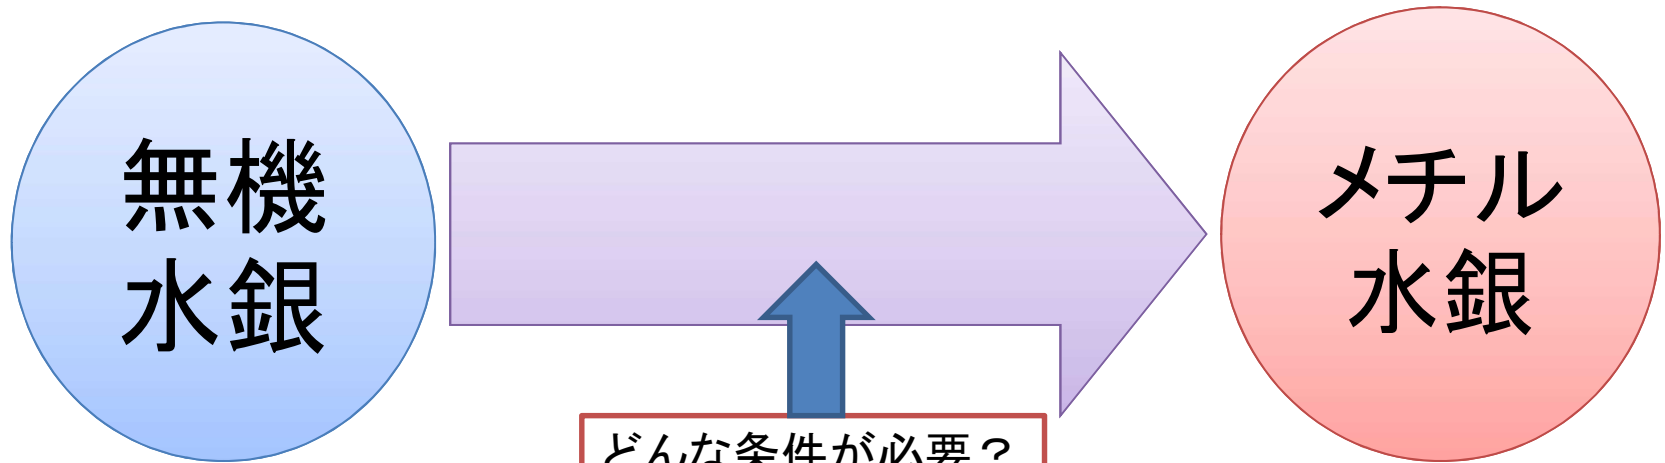 無機
水銀
メチル
水銀
どんな条件が必要？